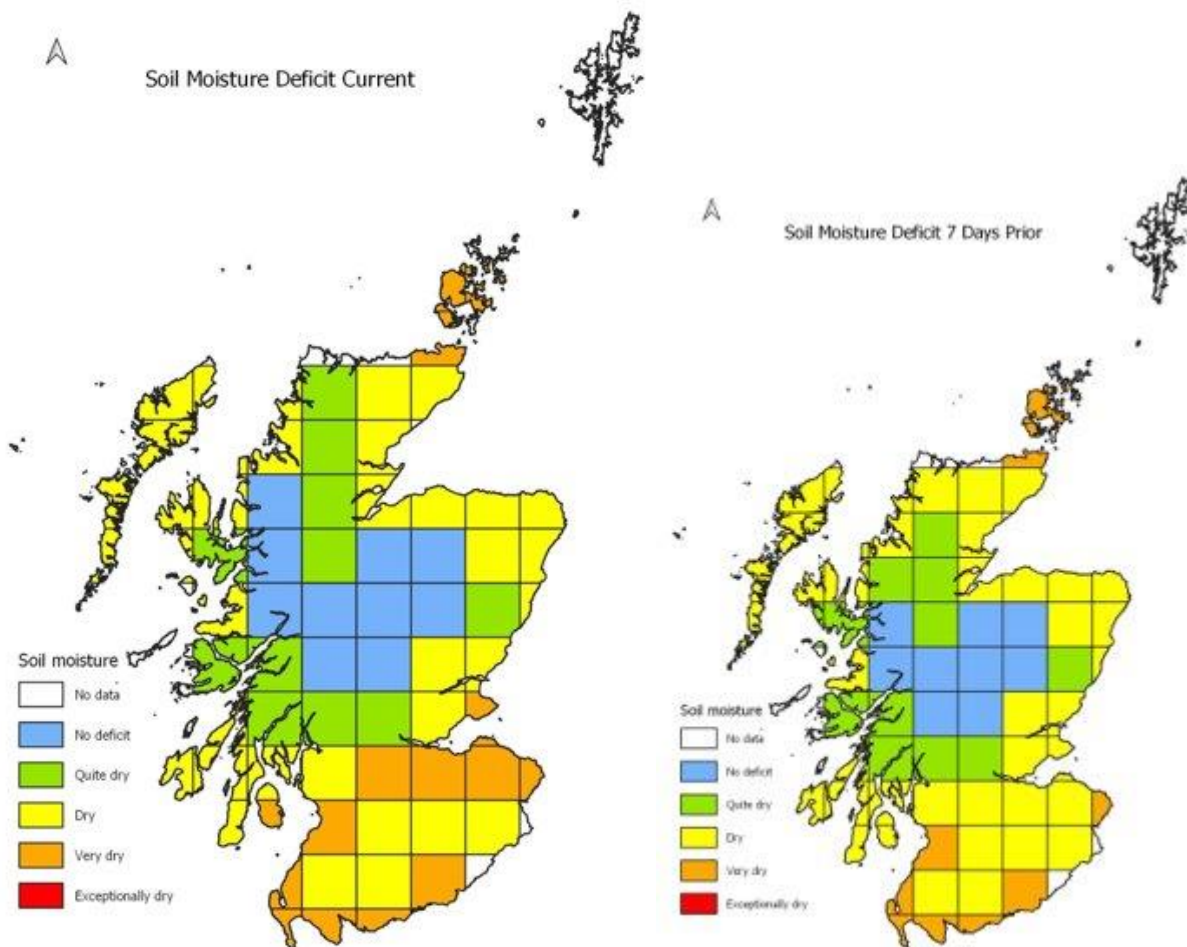 Soil Moisture Deficit Current
Soil moisture
No data
No deficit
Quite dry
Dry
Very dry
Exceptionally dry
Soil Moisture Deficit 7 Days Prior
Soil moisture
No data
No deficit
Quite dry
Dry
Very dry
Exceptionally dry